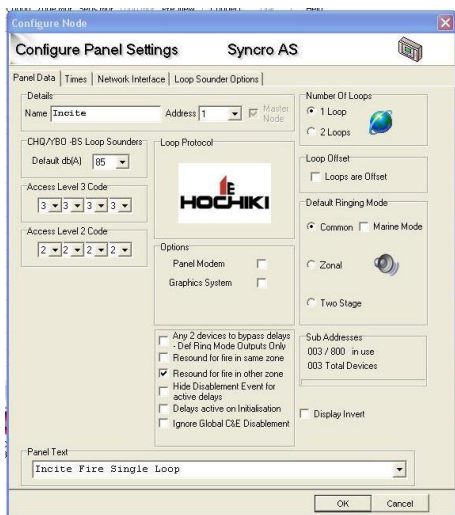 Configure Node
Configure Panel Settings Syncro AS
Panel Data Times Network Interface Loop Sounder Options
Details
Name Incite Address 1 Master Node
Number Of Loops
1 Loop
2 Loops
CHQ/YBO -BS Loop Sounders
Default db(A) 85
Loop Protocol
HOCHIKI
Loop Offset
Loops are Offset
Access Level 3 Code
3 3 3 3 3
Default Ringing Mode
Common Marine Mode
Zonal
Two Stage
Access Level 2 Code
2 2 2 2 2
Options
Panel Modem
Graphics System
Any 2 devices to bypass delays
- Def Ring Mode Outputs Only
Resound for fire in same zone
Resound for fire in other zone
Hide Disablement Event for
active delays
Delays active on Initialisation
Ignore Global C&E Disablement
Sub Addresses
003 / 800 in use
003 Total Devices
Display Invert
Panel Text
Incite Fire Single Loop
OK Cancel